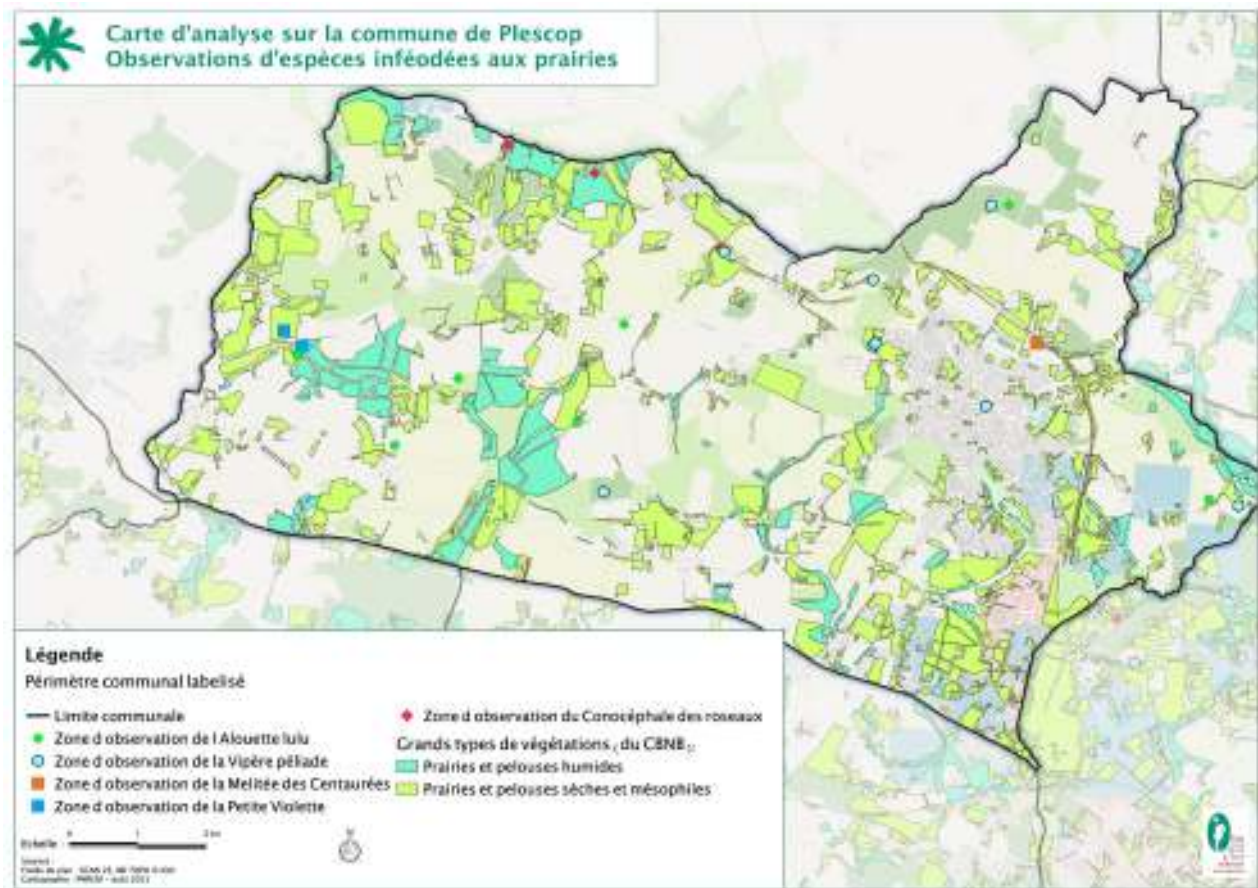 Carte d'analyse sur la commune de Plescop
Observations d'espèces inféodées aux prairies
Légende
Périmètre communal labelisé
Limite communale
Zone d observation de l Alouette lulu
Zone d observation de la Vipère péliade
Zone d observation de la Melitée des Centaurées
Zone d observation de la Petite Violette
Zone d observation du Conocéphale des roseaux
Grands types de végétations ( du CBNB ):
Prairies et pelouses humides
Prairies et pelouses sèches et mésophiles
Echelle